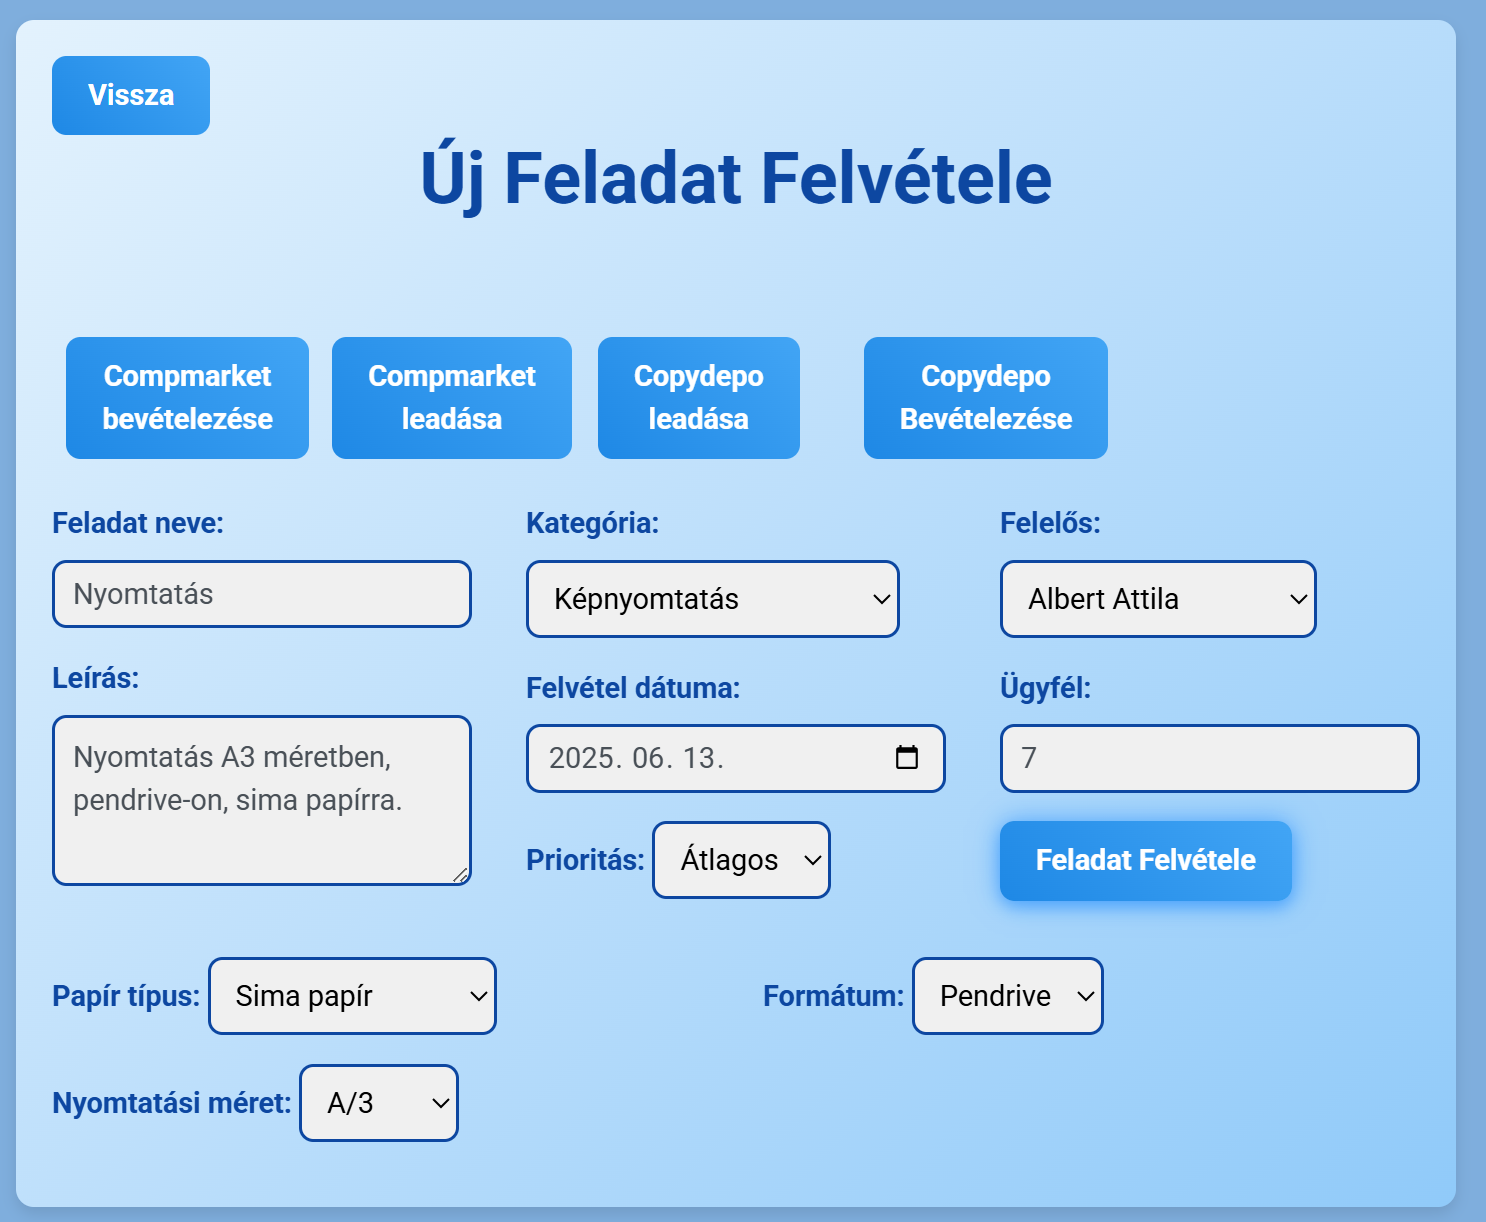 Vissza
Új Feladat Felvétele
Compmarket
bevételezése
Compmarket
leadása
Copydepo
leadása
Copydepo
Bevételezése
Feladat neve:
Nyomtatás
Kategória:
Képnyomtatás
Felelős:
Albert Attila
Leírás:
Nyomtatás A3 méretben,
pendrive-on, sima papírra.
Felvétel dátuma:
2025. 06. 13.
Ügyfél:
7
Prioritás:
Átlagos
Feladat Felvétele
Papír típus:
Sima papír
Formátum:
Pendrive
Nyomtatási méret:
A/3